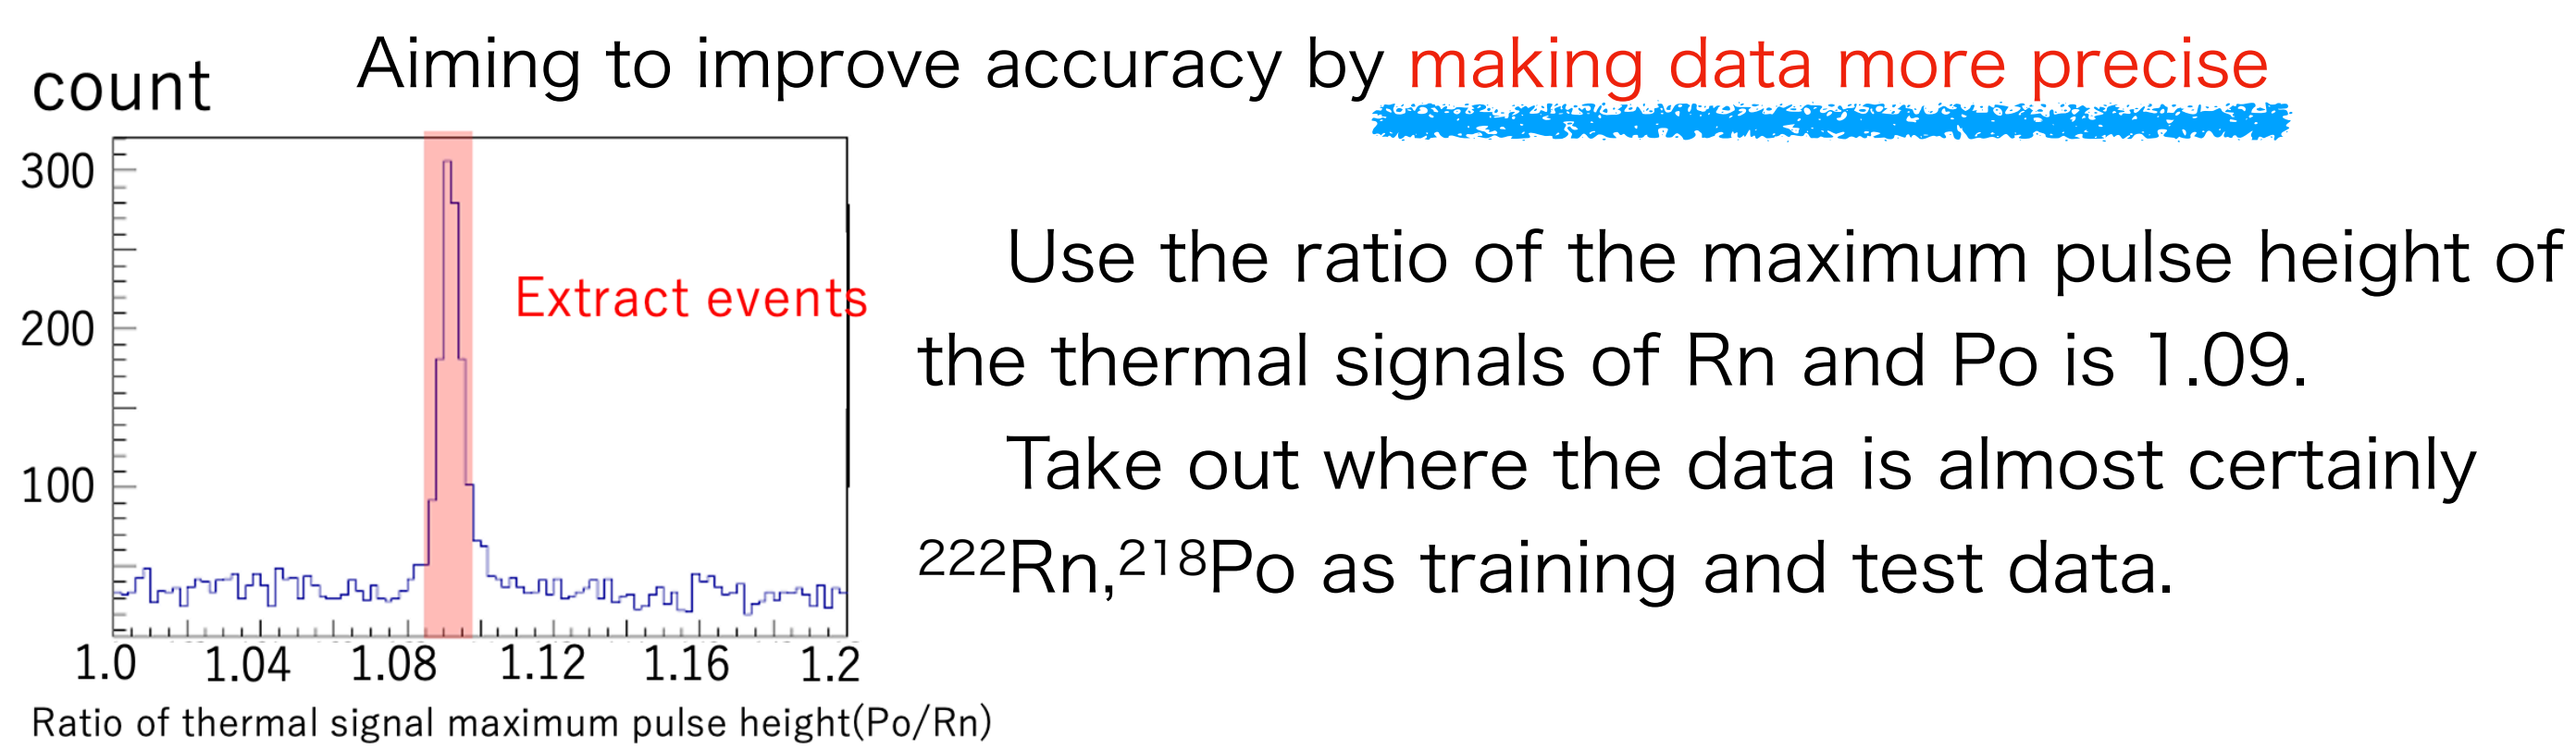 Aiming to improve accuracy by making data more precise
count
300
200
100
Extract events
1.0 1.04 1.08 1.12 1.16 1.2
Ratio of thermal signal maximum pulse height(Po/Rn)
Use the ratio of the maximum pulse height of
the thermal signals of Rn and Po is 1.09.
Take out where the data is almost certainly
²²²Rn,²¹⁸Po as training and test data.